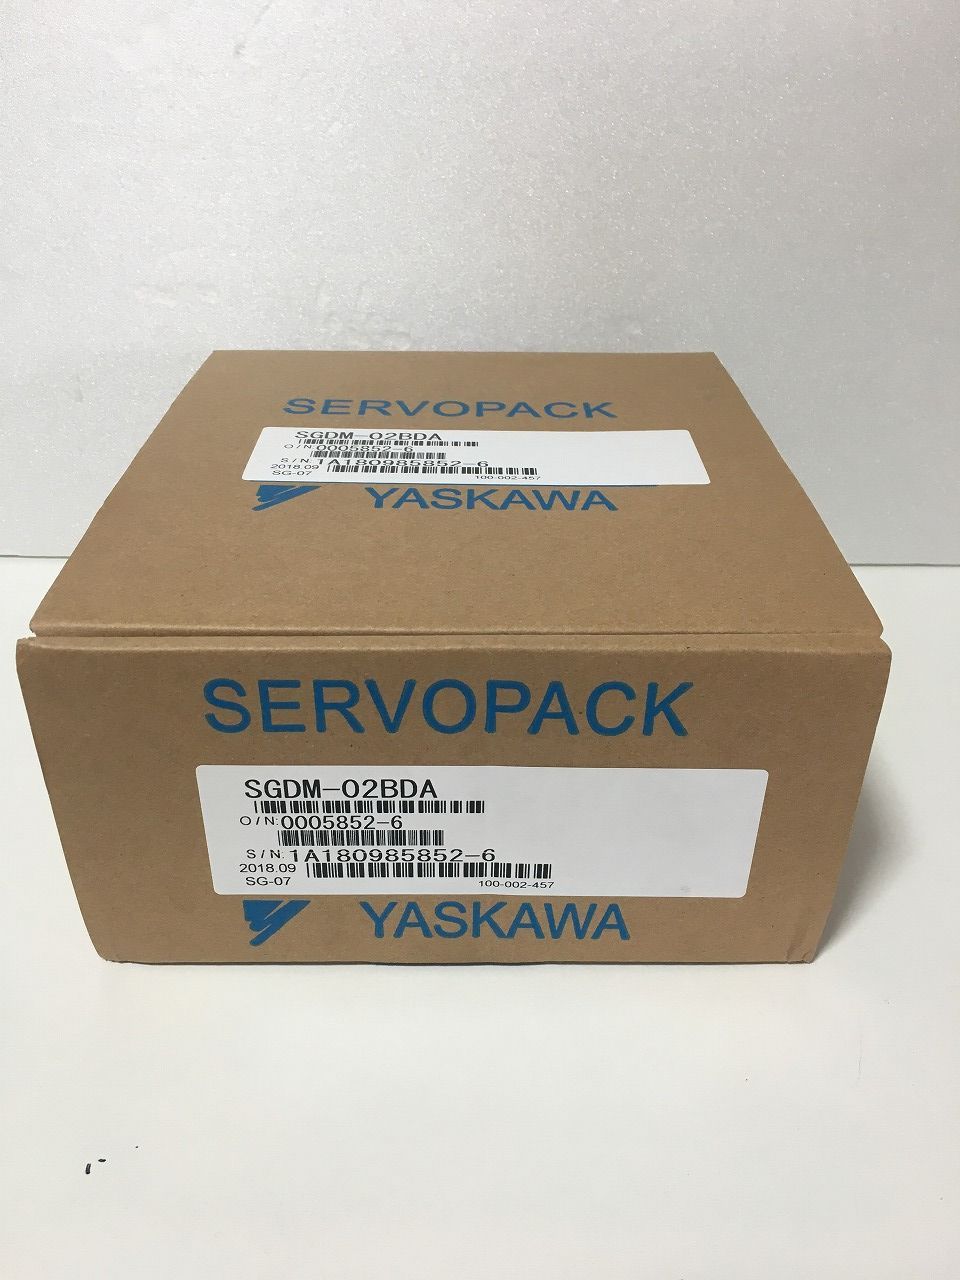 SERVOPACK
SGDM-02BDA
O/N:0005852-6
S/N:1A180985852-6
2018.09
SG-07
100-002-457
YASKAWA
SERVOPACK
SGDM-02BDA
O/N:0005852-6
S/N:1A180985852-6
2018.09
SG-07
100-002-457
YASKAWA